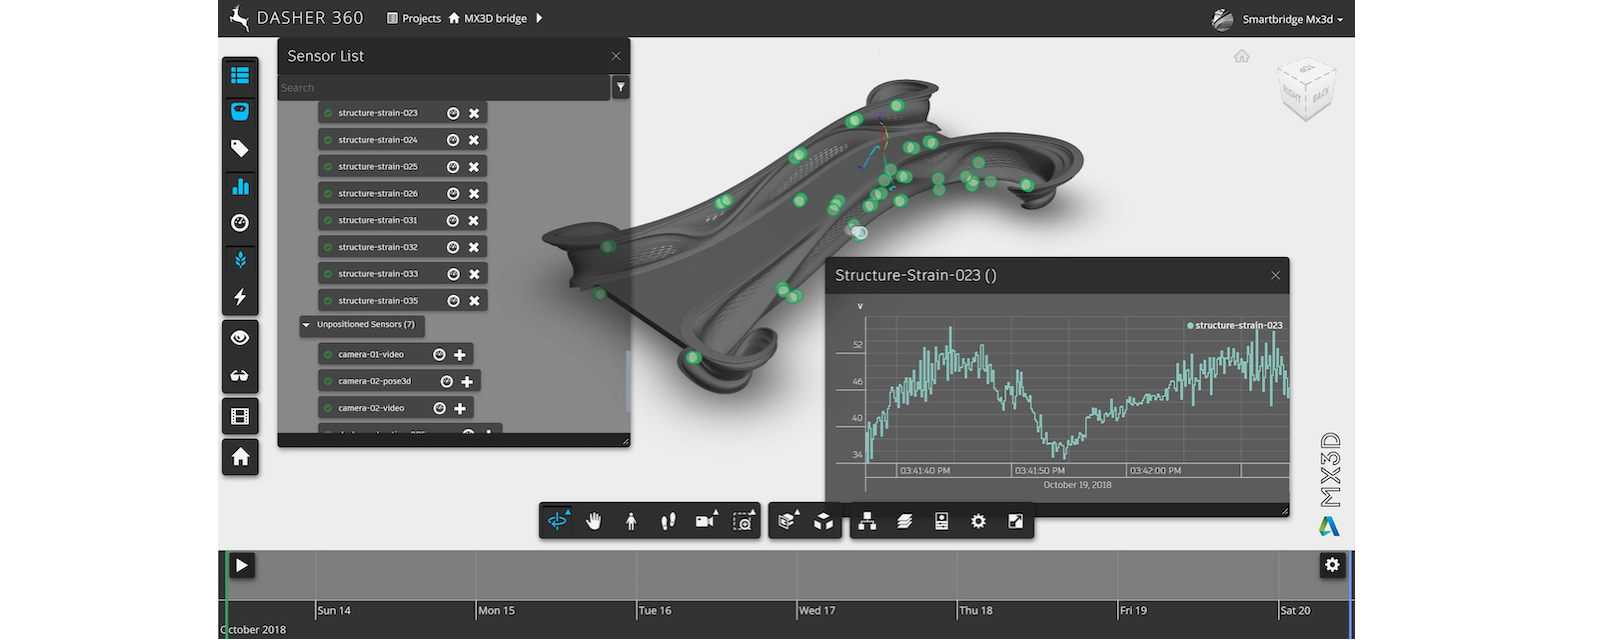 DASHER 360
Projects
MX3D bridge
Smartbridge Mx3d
Sensor List
Search
structure-strain-023
structure-strain-024
structure-strain-025
structure-strain-026
structure-strain-031
structure-strain-032
structure-strain-033
structure-strain-035
Unpositioned Sensors (7)
camera-01-video
camera-02-pose3d
camera-02-video
TOP
RIGHT
BACK
Structure-Strain-023 ()
v
structure-strain-023
52
46
40
34
03:41:40 PM
03:41:50 PM
03:42:00 PM
October 19, 2018
MX3D
Sun 14
Mon 15
Tue 16
Wed 17
Thu 18
Fri 19
Sat 20
October 2018